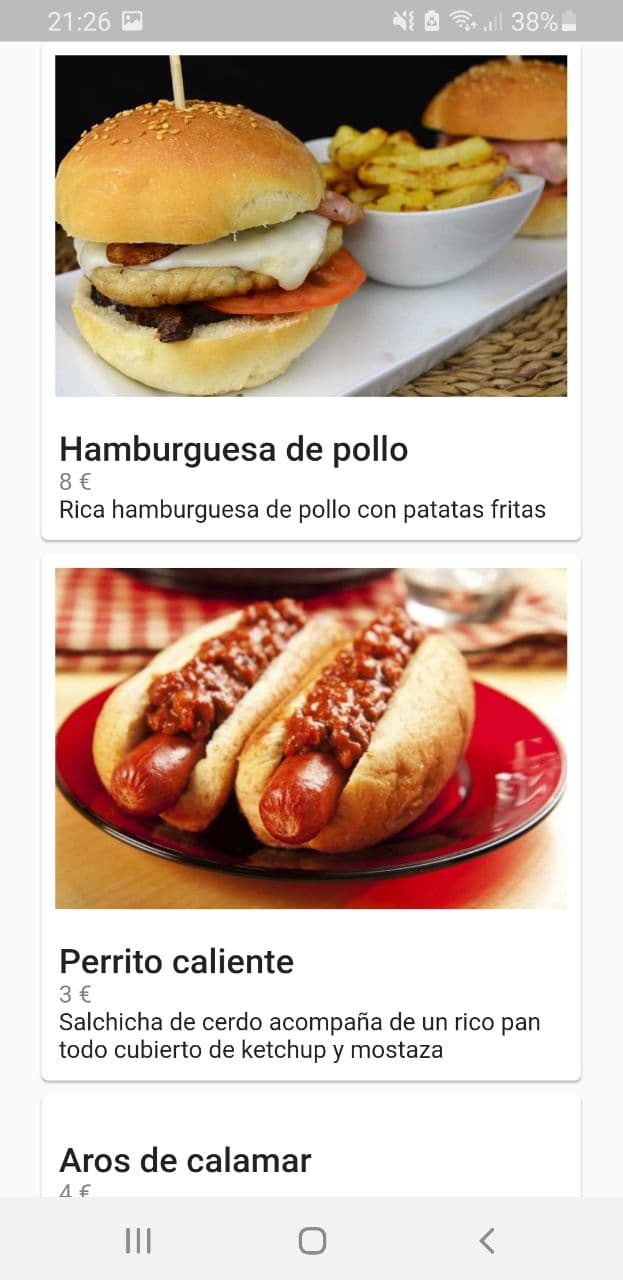 21:26 38%
Hamburguesa de pollo
8 €
Rica hamburguesa de pollo con patatas fritas
Perrito caliente
3 €
Salchicha de cerdo acompaña de un rico pan
todo cubierto de ketchup y mostaza
Aros de calamar
4 €